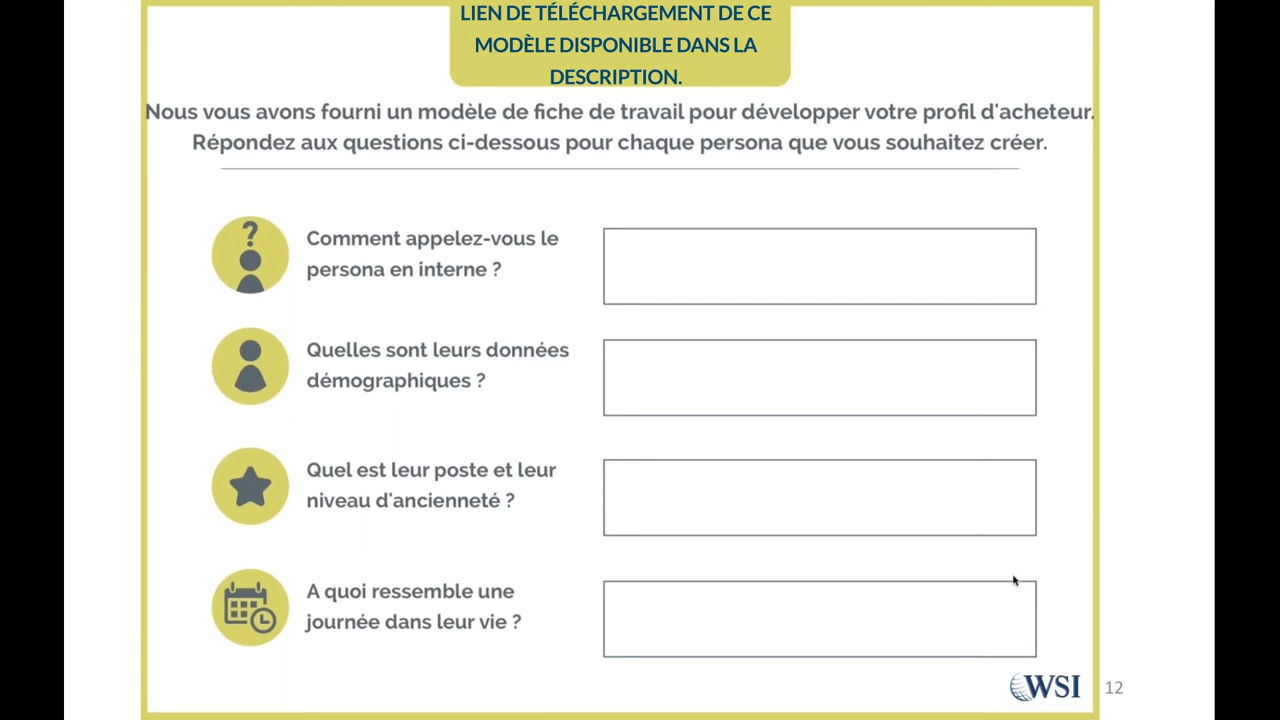 LIEN DE TÉLÉCHARGEMENT DE CE
MODÈLE DISPONIBLE DANS LA
DESCRIPTION.
Nous vous avons fourni un modèle de fiche de travail pour développer votre profil d'acheteur.
Répondez aux questions ci-dessous pour chaque persona que vous souhaitez créer.
?
Comment appelez-vous le
persona en interne ?
Quelles sont leurs données
démographiques ?
Quel est leur poste et leur
niveau d'ancienneté ?
A quoi ressemble une
journée dans leur vie ?
WSI
12